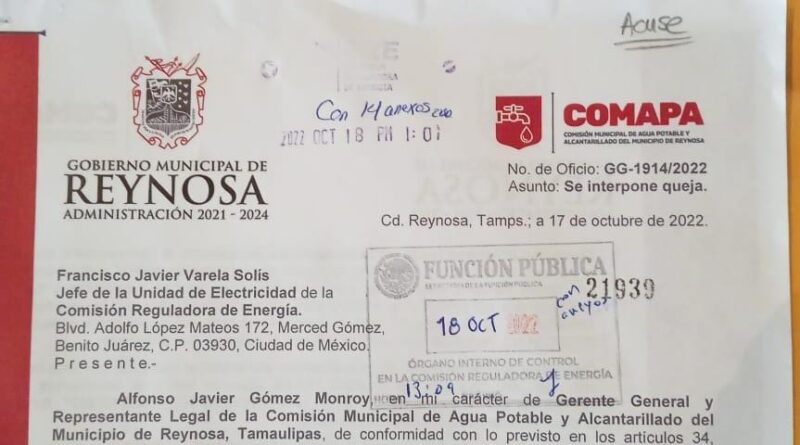 Acuse
Con 14 anexos
2022 OCT 18 PM 1:01
GOBIERNO MUNICIPAL DE
REYNOSA
ADMINISTRACIÓN 2021 - 2024
COMAPA
COMISIÓN MUNICIPAL DE AGUA POTABLE Y
ALCANTARILLADO DEL MUNICIPIO DE REYNOSA
No. de Oficio: GG-1914/2022
Asunto: Se interpone queja.
Cd. Reynosa, Tamps.; a 17 de octubre de 2022.
Francisco Javier Varela Solís
Jefe de la Unidad de Electricidad de la
Comisión Reguladora de Energía.
Blvd. Adolfo López Mateos 172, Merced Gómez,
Benito Juárez, C.P. 03930, Ciudad de México.
P r e s e n t e.-
FUNCIÓN PÚBLICA
SECRETARÍA DE LA FUNCIÓN PÚBLICA
21939
con
18 OCT 2022
ÓRGANO INTERNO DE CONTROL
EN LA COMISIÓN REGULADORA DE ENERGÍA
13:09
Alfonso Javier Gómez Monroy, en mi carácter de Gerente General y
Representante Legal de la Comisión Municipal de Agua Potable y Alcantarillado del
Municipio de Reynosa, Tamaulipas, de conformidad con lo previsto en los artículos 34,